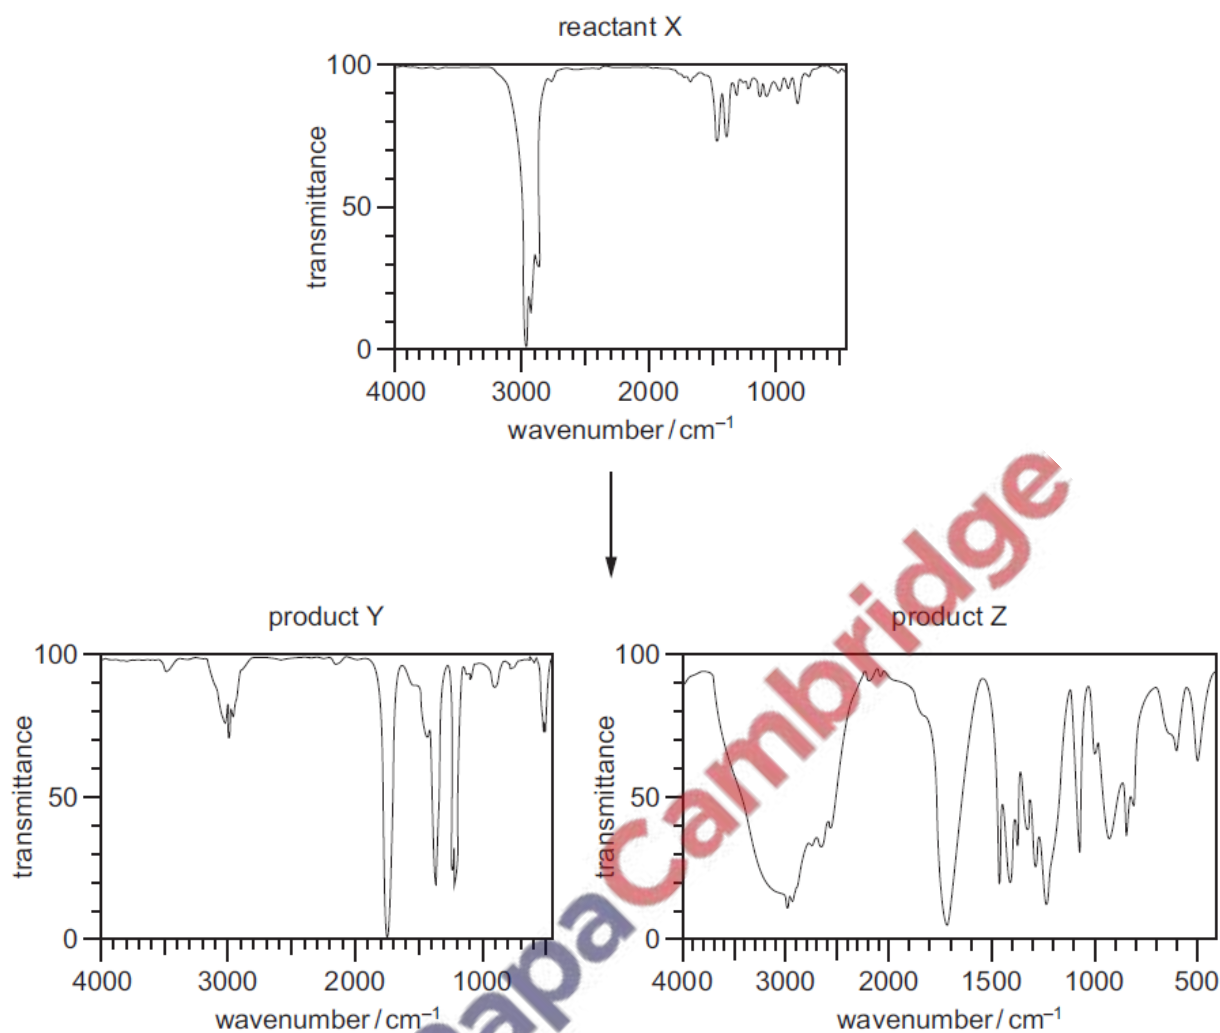 reactant X
100
50
0
transmittance
4000 3000 2000 1000
wavenumber / cm⁻¹
product Y
100
50
0
transmittance
4000 3000 2000 1000
wavenumber / cm⁻¹
product Z
100
50
0
transmittance
4000 3000 2000 1500 1000 500
wavenumber / cm⁻¹
apaCambridge